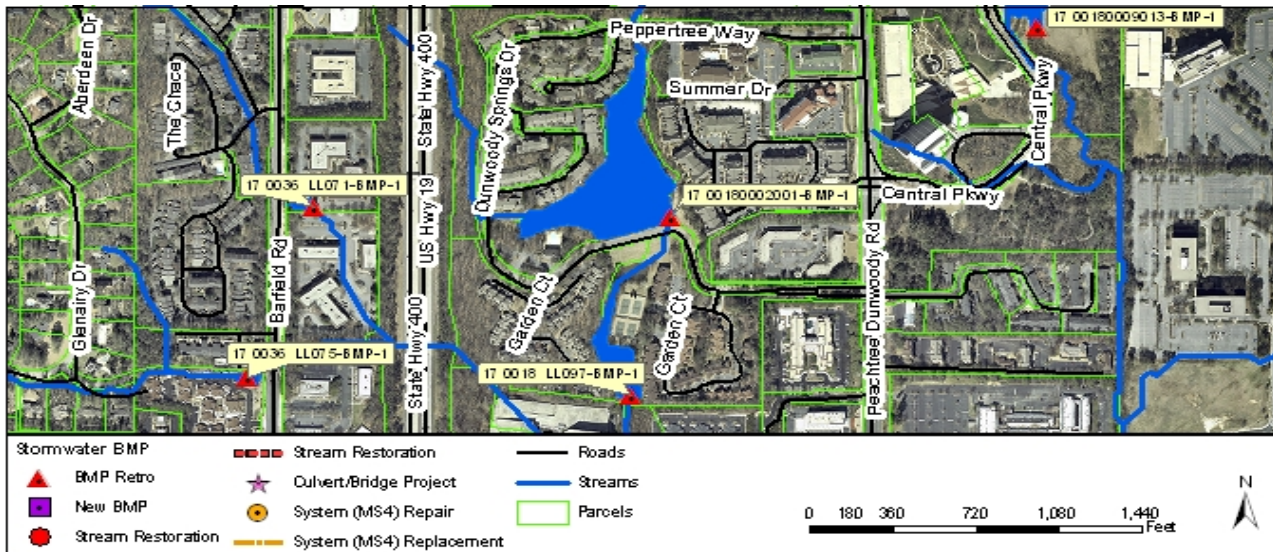 17 00180009013-BMP-1
Peppertree Way
Aberdeen Dr
The Chace
State Hwy 400
Dunwoody Springs Dr
Summer Dr
Central Pkwy
17 0036 LL071-BMP-1
US Hwy 19
17 00180002001-BMP-1
Central Pkwy
Glenairy Dr
Barfield Rd
Peachtree Dunwoody Rd
Garden Ct
Garden Ct
State Hwy 400
17 0036 LL075-BMP-1
17 0018 LL097-BMP-1
Stormwater BMP
BMP Retro
New BMP
Stream Restoration
Stream Restoration
Culvert/Bridge Project
System (MS4) Repair
System (MS4) Replacement
Roads
Streams
Parcels
N
0 180 360 720 1,080 1,440
Feet